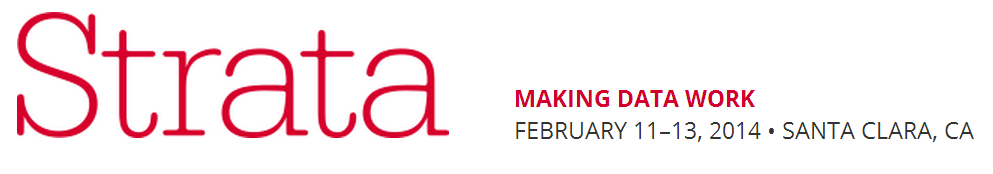 Strata
MAKING DATA WORK
FEBRUARY 11–13, 2014 • SANTA CLARA, CA